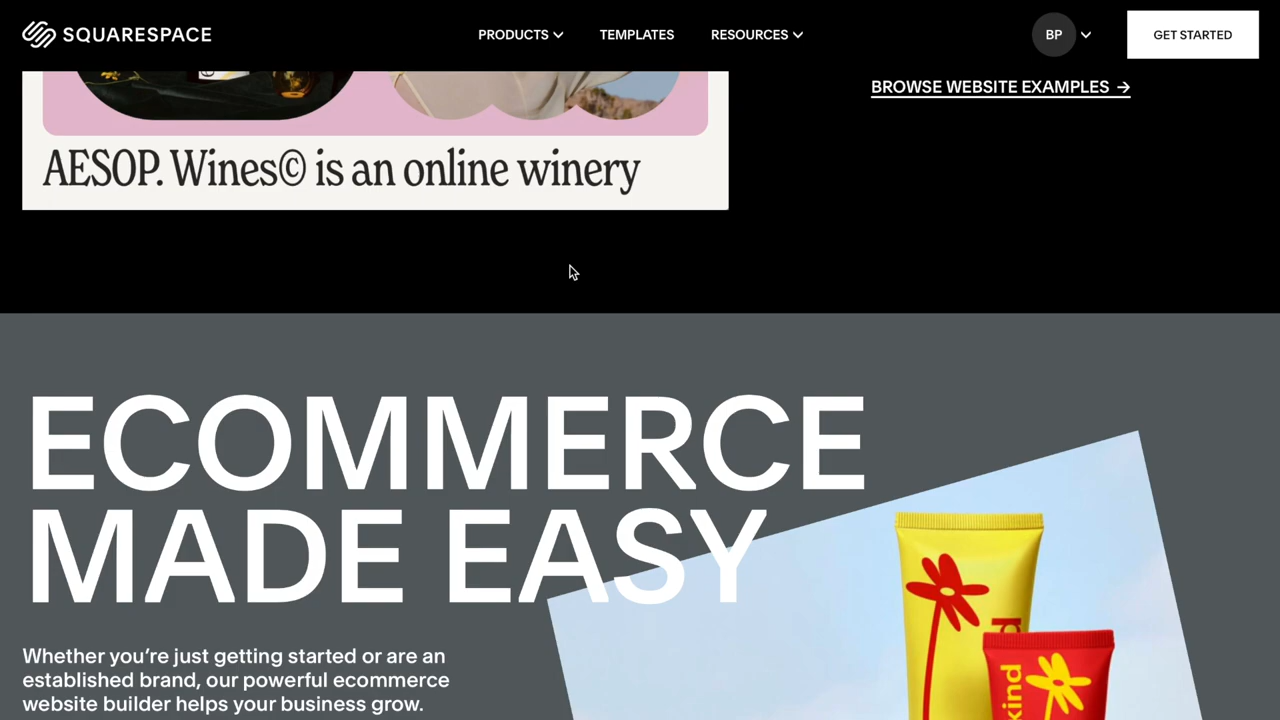 SQUARESPACE
PRODUCTS
TEMPLATES
RESOURCES
BP
GET STARTED
BROWSE WEBSITE EXAMPLES →
AESOP. Wines© is an online winery
ECOMMERCE
MADE EASY
Whether you’re just getting started or are an
established brand, our powerful ecommerce
website builder helps your business grow.
kind